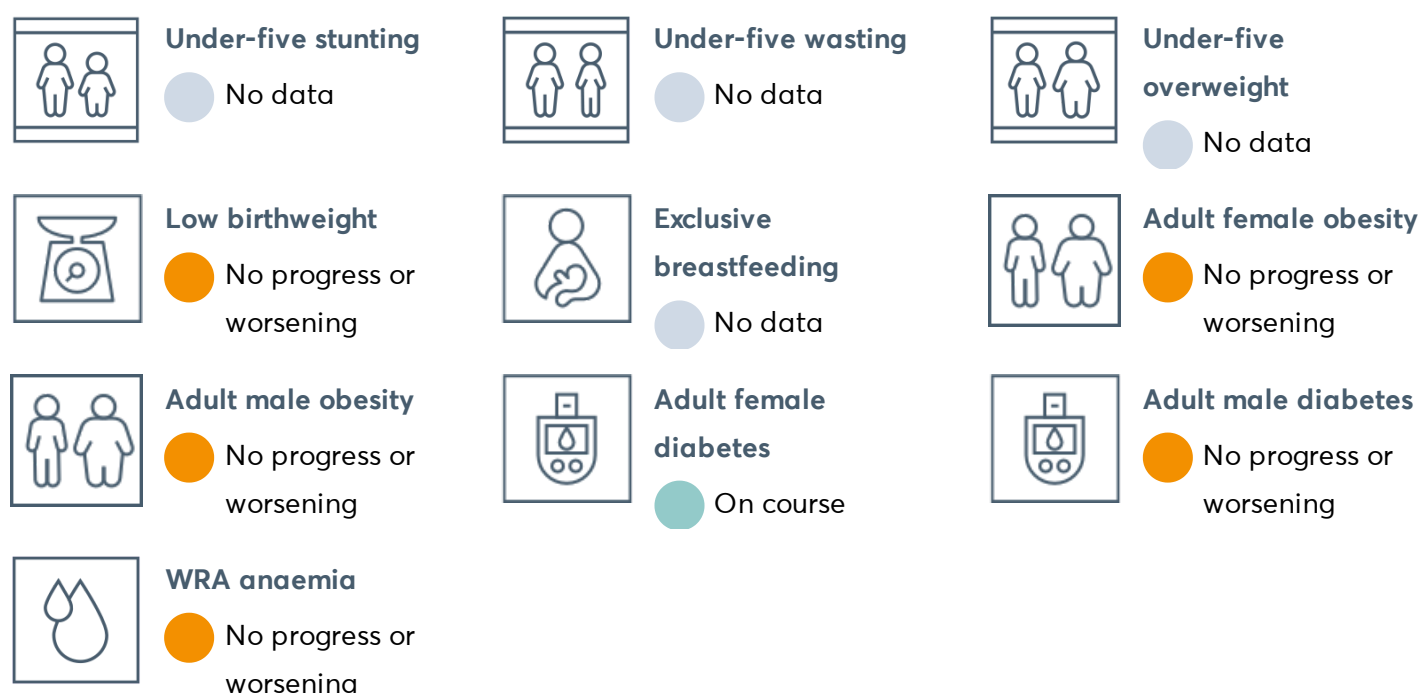 Under-five stunting
No data
Under-five wasting
No data
Under-five
overweight
No data
Low birthweight
No progress or
worsening
Exclusive
breastfeeding
No data
Adult female obesity
No progress or
worsening
Adult male obesity
No progress or
worsening
Adult female
diabetes
On course
Adult male diabetes
No progress or
worsening
WRA anaemia
No progress or
worsening